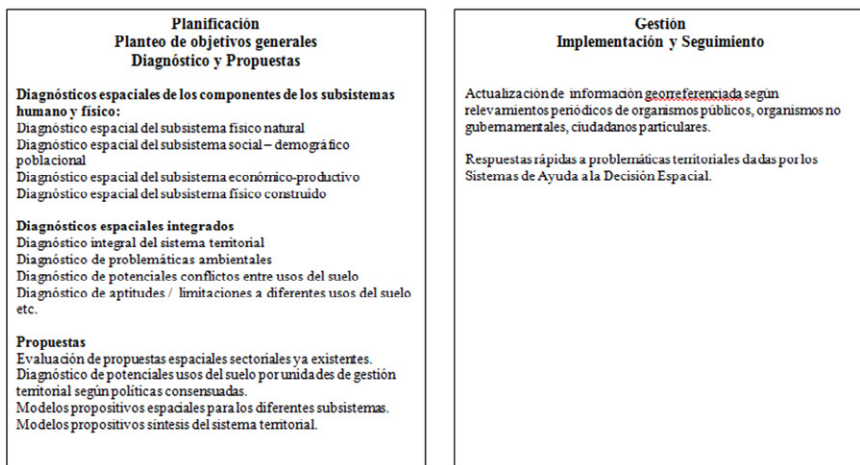 Planificación
Planteo de objetivos generales
Diagnóstico y Propuestas
Diagnósticos espaciales de los componentes de los subsistemas
humano y físico:
Diagnóstico espacial del subsistema físico natural
Diagnóstico espacial del subsistema social – demográfico
poblacional
Diagnóstico espacial del subsistema económico-productivo
Diagnóstico espacial del subsistema físico construido
Diagnósticos espaciales integrados
Diagnóstico integral del sistema territorial
Diagnóstico de problemáticas ambientales
Diagnóstico de potenciales conflictos entre usos del suelo
Diagnóstico de aptitudes / limitaciones a diferentes usos del suelo
etc.
Propuestas
Evaluación de propuestas espaciales sectoriales ya existentes.
Diagnóstico de potenciales usos del suelo por unidades de gestión
territorial según políticas consensuadas.
Modelos propositivos espaciales para los diferentes subsistemas.
Modelos propositivos síntesis del sistema territorial.
Gestión
Implementación y Seguimiento
Actualización de información georreferenciada según
relevamientos periódicos de organismos públicos, organismos no
gubernamentales, ciudadanos particulares.
Respuestas rápidas a problemáticas territoriales dadas por los
Sistemas de Ayuda a la Decisión Espacial.